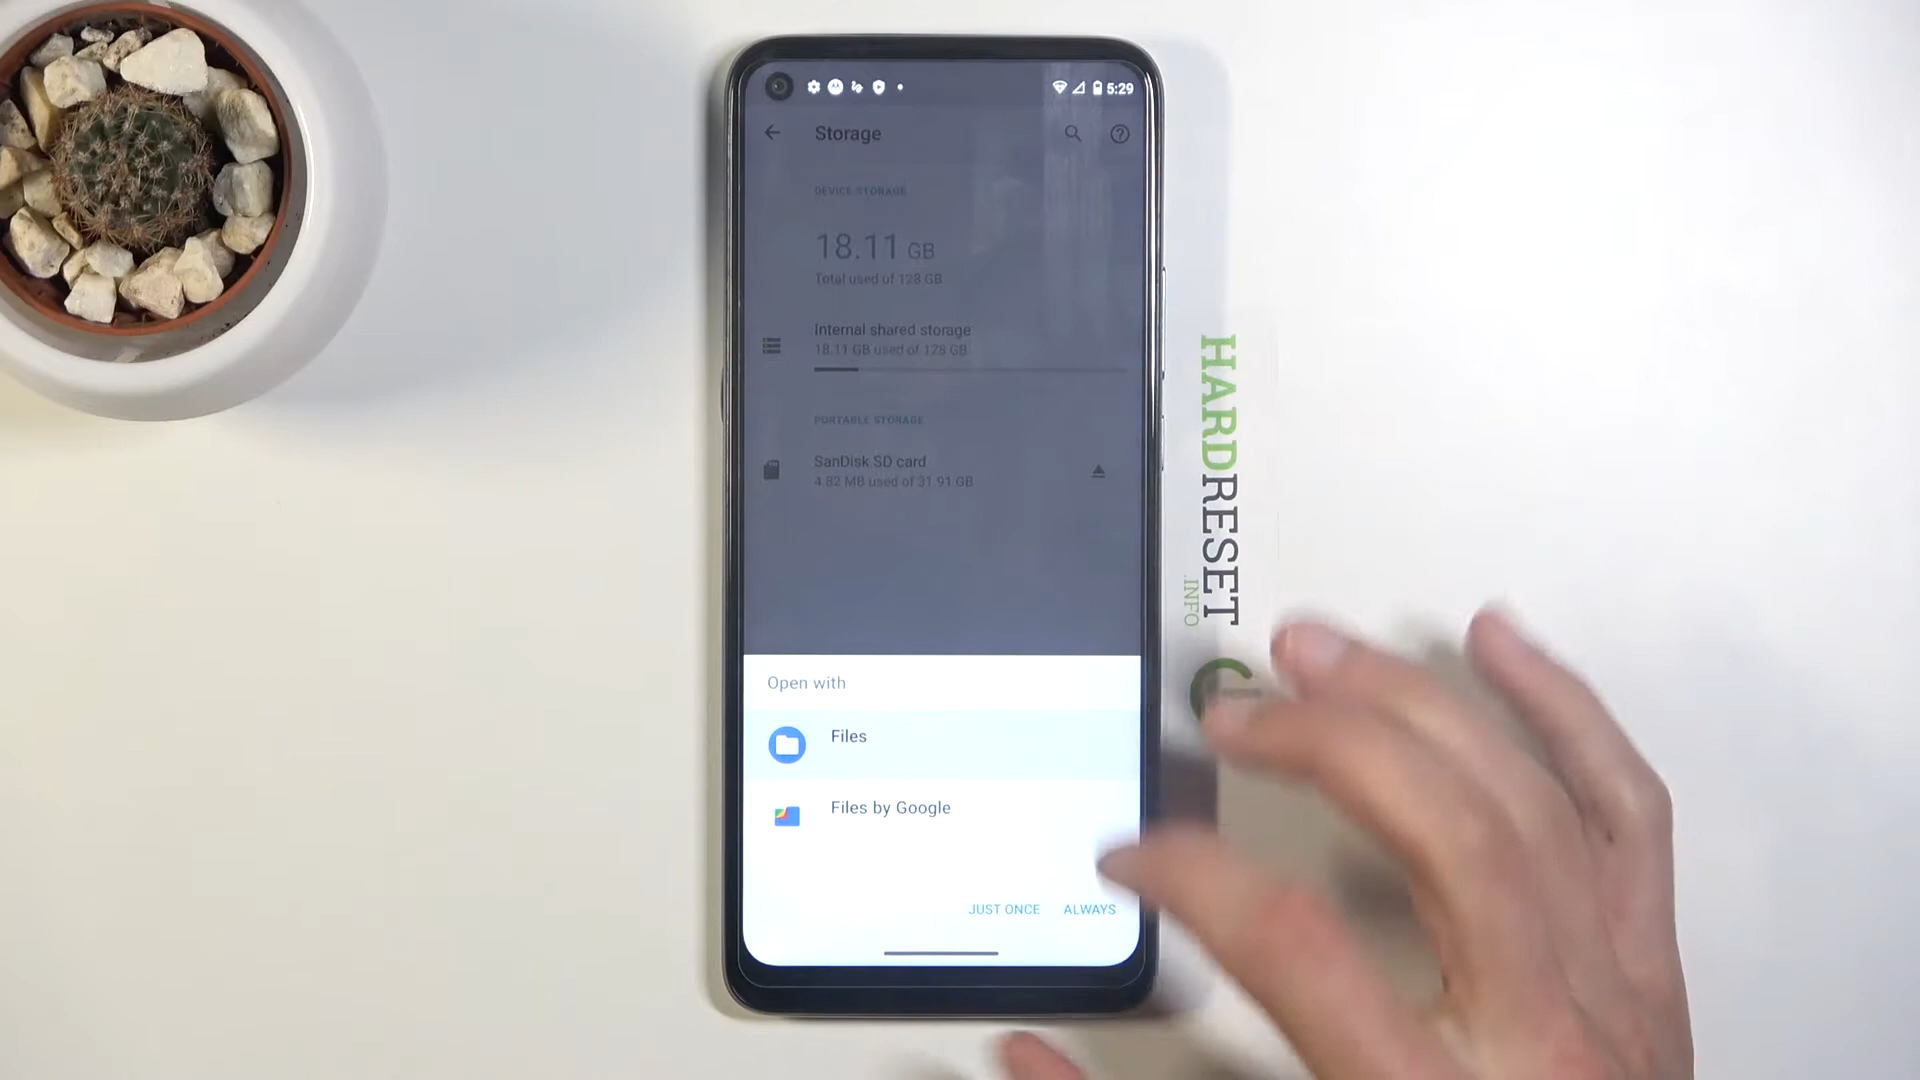 5:29
Storage
DEVICE STORAGE
18.11 GB
Total used of 128 GB
Internal shared storage
18.11 GB used of 128 GB
PORTABLE STORAGE
SanDisk SD card
4.82 MB used of 31.91 GB
Open with
Files
Files by Google
JUST ONCE ALWAYS
HARDRESET
.INFO